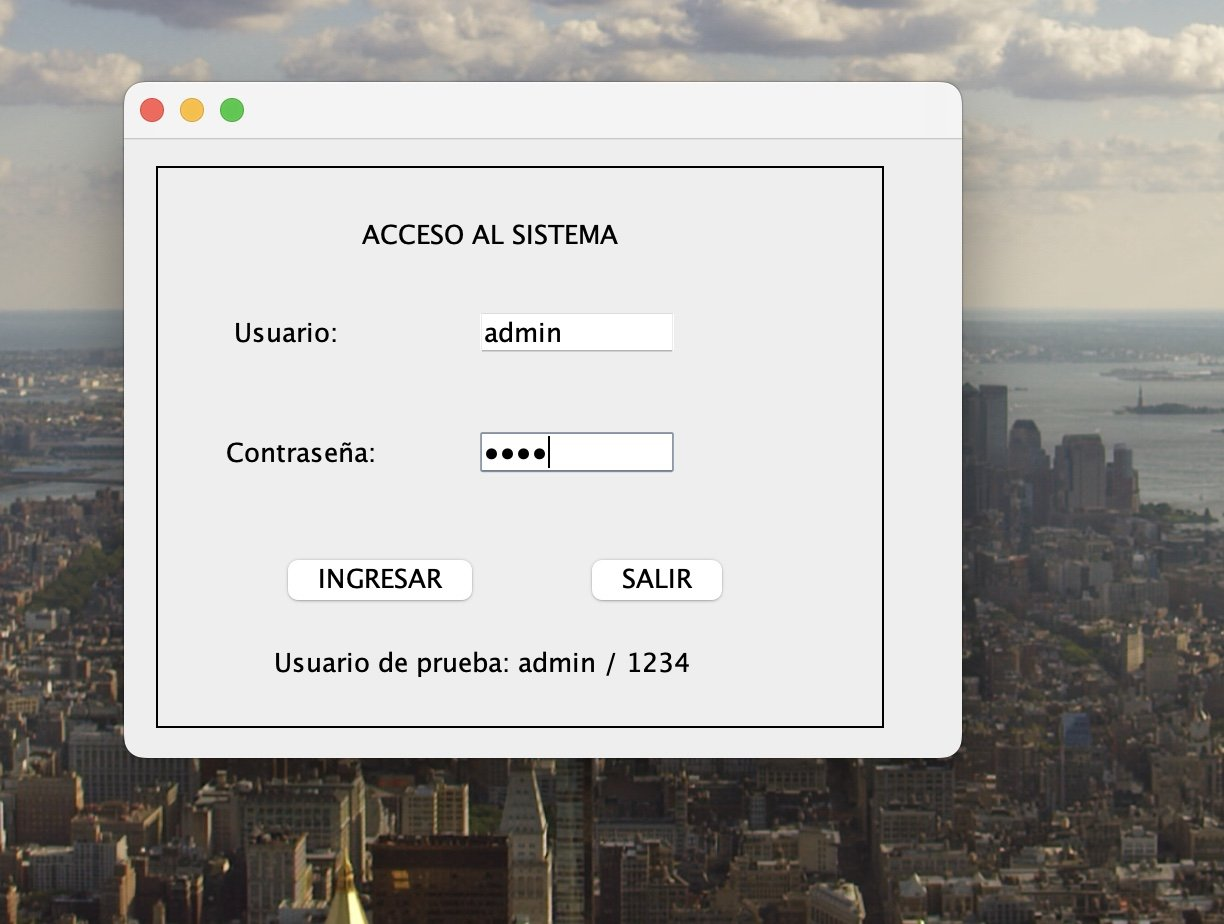 ACCESO AL SISTEMA
Usuario: admin
Contraseña: ••••
INGRESAR SALIR
Usuario de prueba: admin / 1234